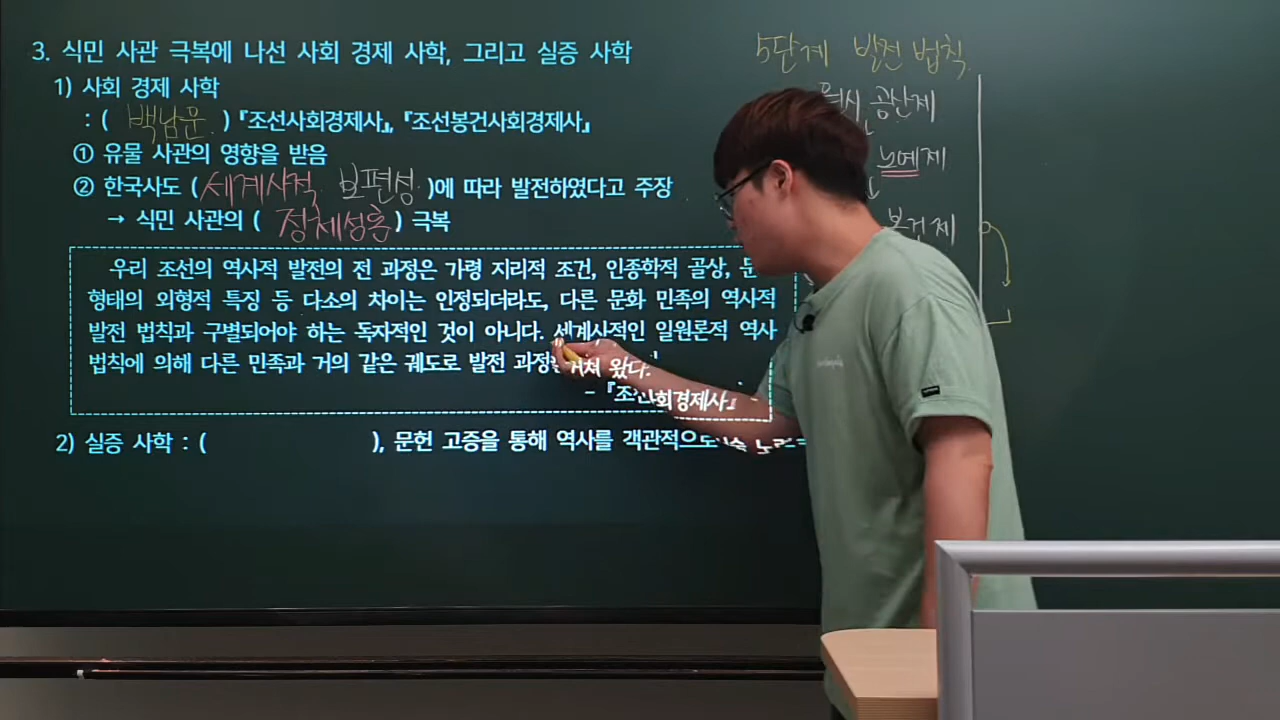 3. 식민 사관 극복에 나선 사회 경제 사학, 그리고 실증 사학
1) 사회 경제 사학
: ( 백남운 ) 『조선사회경제사』, 『조선봉건사회경제사』
① 유물 사관의 영향을 받음
② 한국사도 (세계사적 보편성)에 따라 발전하였다고 주장
→ 식민 사관의 ( 정체성론 ) 극복
우리 조선의 역사적 발전의 전 과정은 가령 지리적 조건, 인종학적 골상,
형태의 외형적 특징 등 다소의 차이는 인정되더라도, 다른 문화 민족의 역사적
발전 법칙과 구별되어야 하는 독자적인 것이 아니다. 세계사적인 일원론적 역사
법칙에 의해 다른 민족과 거의 같은 궤도로 발전 과정을 거쳐 왔다.
- 『조선사회경제사』
2) 실증 사학 : ( ), 문헌 고증을 통해 역사를 객관적으로
5단계 발전 법칙
원시 공산제
노예제
봉건제